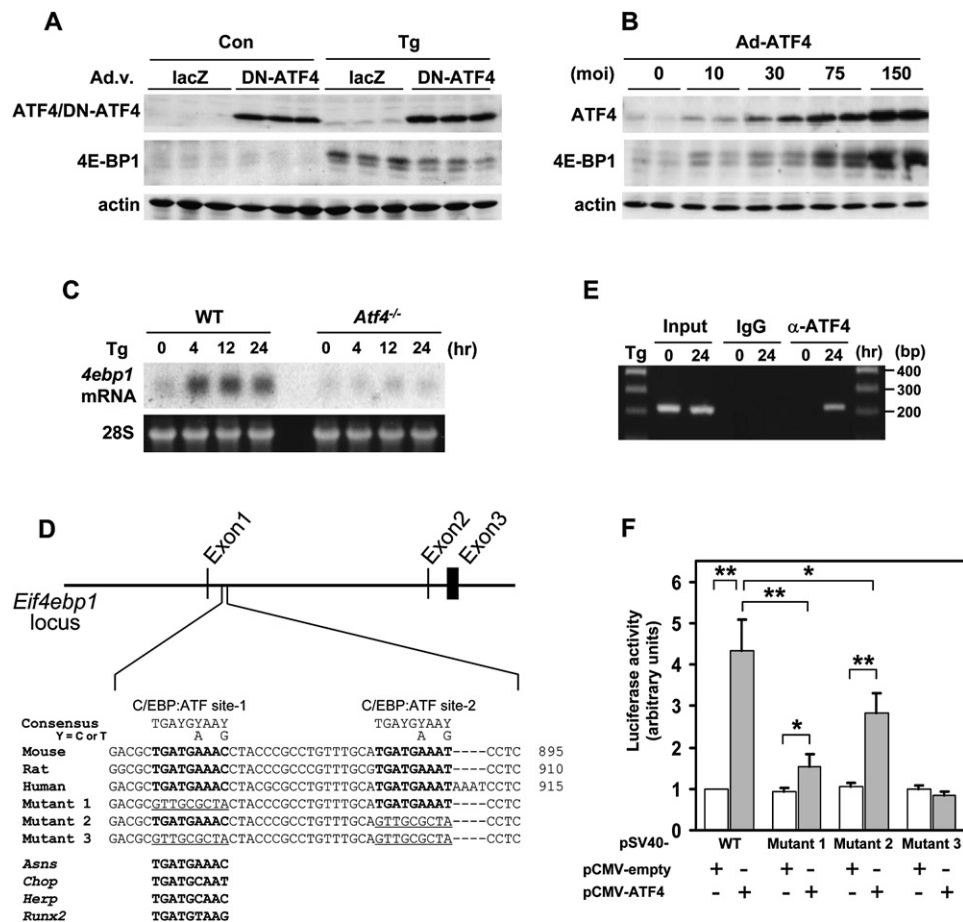 A
Con Tg
Ad.v. lacZ DN-ATF4 lacZ DN-ATF4
ATF4/DN-ATF4
4E-BP1
actin
B
Ad-ATF4
(moi) 0 10 30 75 150
ATF4
4E-BP1
actin
C
WT Atf4-/-
Tg 0 4 12 24 0 4 12 24 (hr)
4ebp1
mRNA
28S
E
Input IgG α-ATF4
Tg 0 24 0 24 0 24 (hr) (bp)
400
300
200
D
Exon1 Exon2 Exon3
Eif4ebp1
locus
C/EBP:ATF site-1 C/EBP:ATF site-2
Consensus TGAYGYAAY TGAYGYAAY
Y = C or T A G A G
Mouse GACGCTGATGAAACCTACCCGCCTGTTTGCATGATGAAAT----CCTC 895
Rat GGCGCTGATGAAACCTACCCGCCCGTTTGCGTGATGAAAT----CCTC 910
Human GACGCTGATGAAACCTACCGCGCCTGTTTGCATGATGAAATAAATCCTC 915
Mutant 1 GACGCGTTGCGCTACTACCCGCCTGTTTGCATGATGAAAT----CCTC
Mutant 2 GACGCTGATGAAACCTACCCGCCTGTTTGCAGTTGCGCTA----CCTC
Mutant 3 GACGCGTTGCGCTACTACCCGCCTGTTTGCAGTTGCGCTA----CCTC
Asns TGATGAAAC
Chop TGATGCAAT
Herp TGATGCAAC
Runx2 TGATGTAAG
F
Luciferase activity
(arbitrary units)
6
5
4
3
2
1
0
** ** * * **
pSV40- WT Mutant 1 Mutant 2 Mutant 3
pCMV-empty + - + - + - + -
pCMV-ATF4 - + - + - + - +